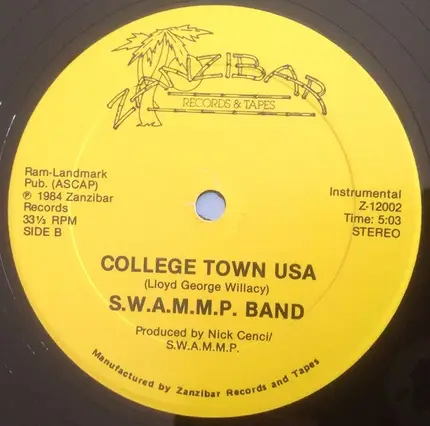 ZANZIBAR
RECORDS & TAPES
Ram-Landmark
Pub. (ASCAP)
℗ 1984 Zanzibar
Records
33⅓ RPM
SIDE B
Instrumental
Z-12002
Time: 5:03
STEREO
COLLEGE TOWN USA
(Lloyd George Willacy)
S.W.A.M.M.P. BAND
Produced by Nick Cenci/
S.W.A.M.M.P.
Manufactured by Zanzibar Records and Tapes